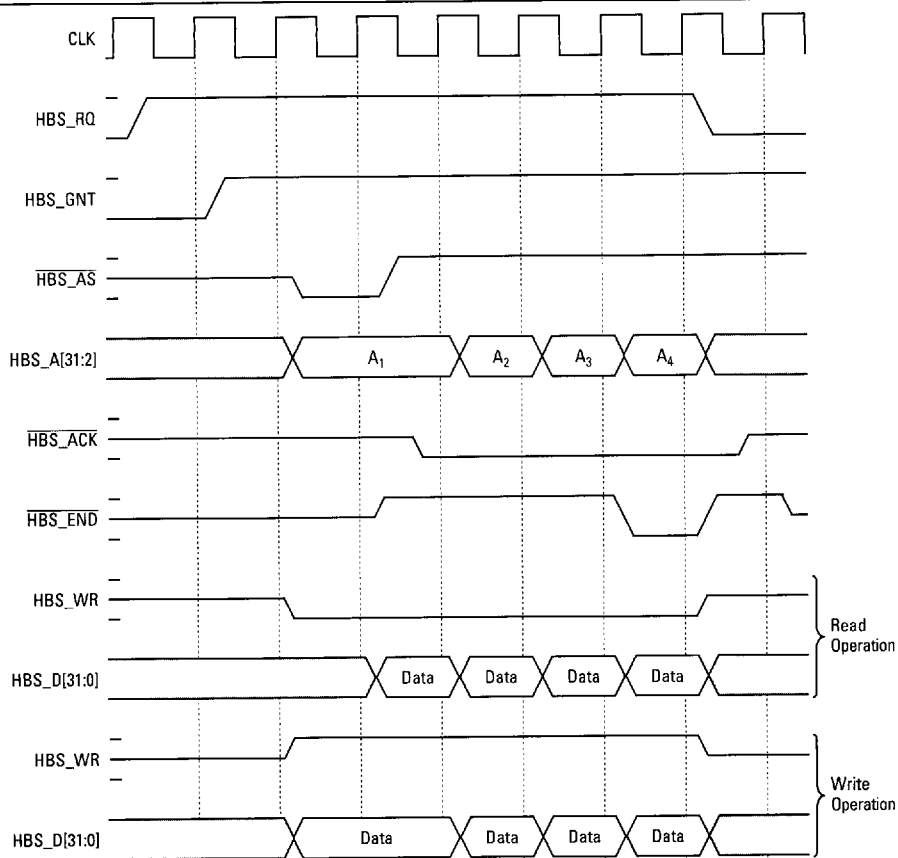 CLK
HBS_RQ
HBS_GNT
HBS_AS
HBS_A[31:2] A₁ A₂ A₃ A₄
HBS_ACK
HBS_END
HBS_WR
Read
Operation
HBS_D[31:0] Data Data Data Data
HBS_WR
Write
Operation
HBS_D[31:0] Data Data Data Data